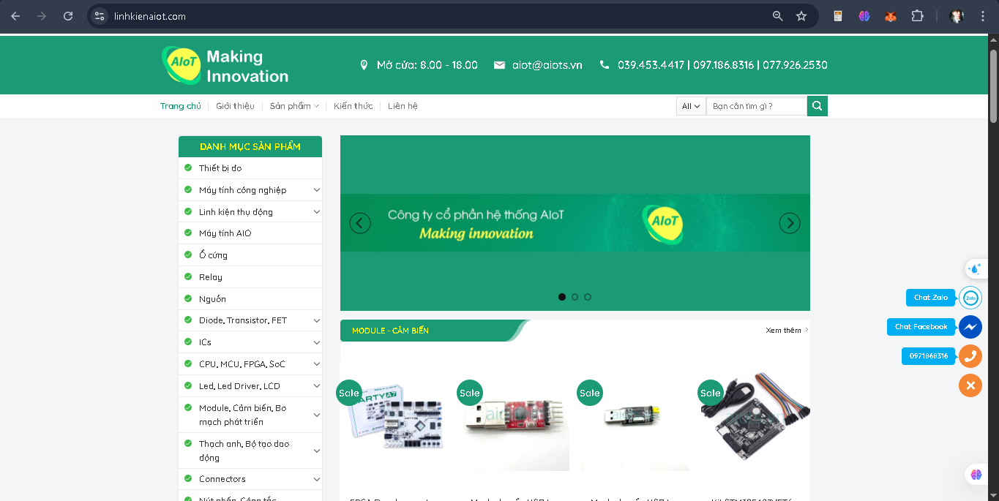 linhkienaiot.com
AIoT Making
Innovation
Mở cửa: 8.00 - 18.00
aiot@aiots.vn
039.453.4417 | 097.186.8316 | 077.926.2530
Trang chủ
Giới thiệu
Sản phẩm
Kiến thức
Liên hệ
All
Bạn cần tìm gì ?
DANH MỤC SẢN PHẨM
Thiết bị đo
Máy tính công nghiệp
Linh kiện thụ động
Máy tính AIO
Ổ cứng
Relay
Nguồn
Diode, Transistor, FET
ICs
CPU, MCU, FPGA, SoC
Led, Led Driver, LCD
Module, Cảm biến, Bo
mạch phát triển
Thạch anh, Bộ tạo dao
động
Connectors
Công ty cổ phần hệ thống AIoT
Making innovation
AIoT
MODULE - CẢM BIẾN
Xem thêm
Sale
Sale
Sale
Sale
ARTY A7
Chat Zalo
Zalo
Chat Facebook
0971868316